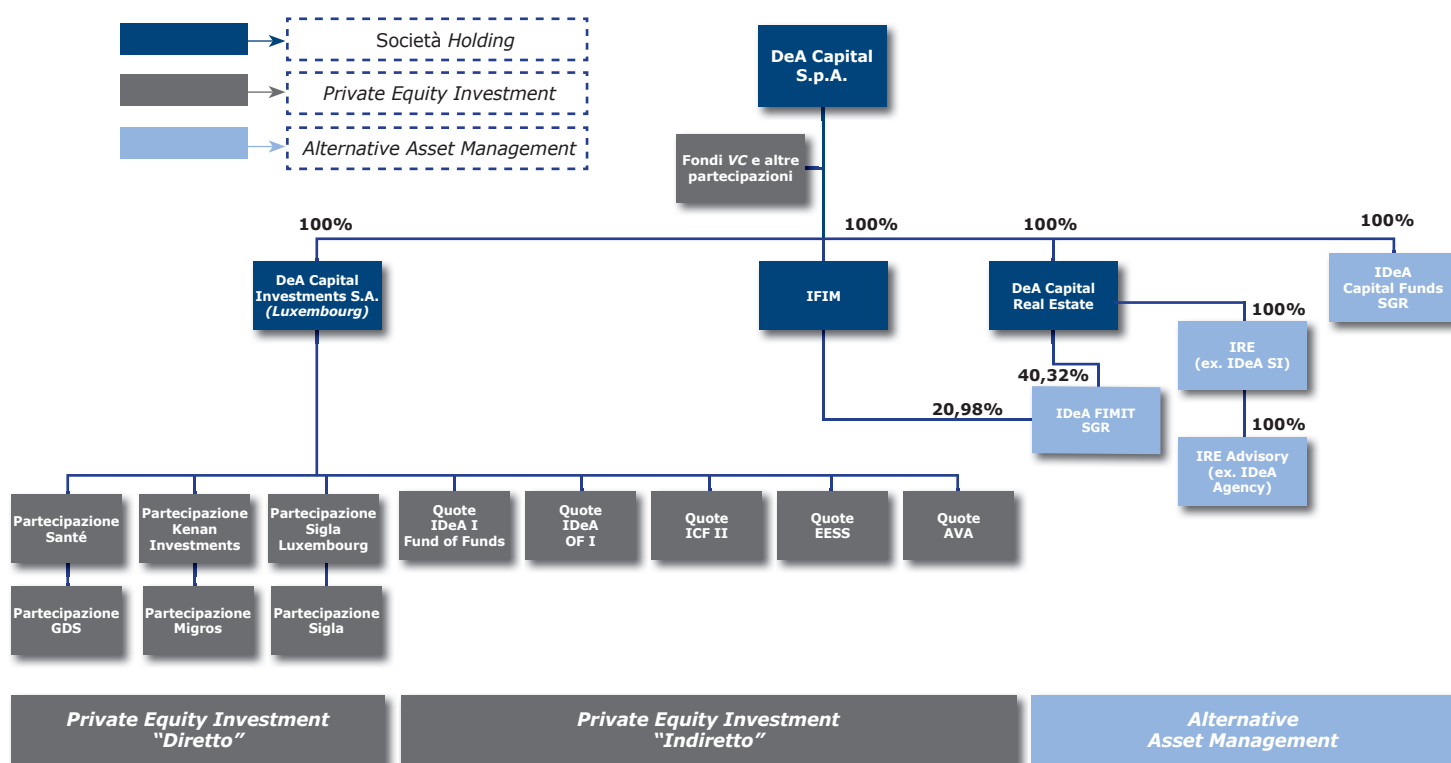 Società Holding
Private Equity Investment
Alternative Asset Management
DeA Capital
S.p.A.
Fondi VC e altre
partecipazioni
100%
100%
100%
100%
DeA Capital
Investments S.A.
(Luxembourg)
IFIM
DeA Capital
Real Estate
IDeA
Capital Funds
SGR
100%
IRE
(ex. IDeA SI)
40,32%
20,98%
IDeA FIMIT
SGR
100%
IRE Advisory
(ex. IDeA
Agency)
Partecipazione
Santé
Partecipazione
Kenan
Investments
Partecipazione
Sigla
Luxembourg
Quote
IDeA I
Fund of Funds
Quote
IDeA
OF I
Quote
ICF II
Quote
EESS
Quote
AVA
Partecipazione
GDS
Partecipazione
Migros
Partecipazione
Sigla
Private Equity Investment
“Diretto”
Private Equity Investment
“Indiretto”
Alternative
Asset Management